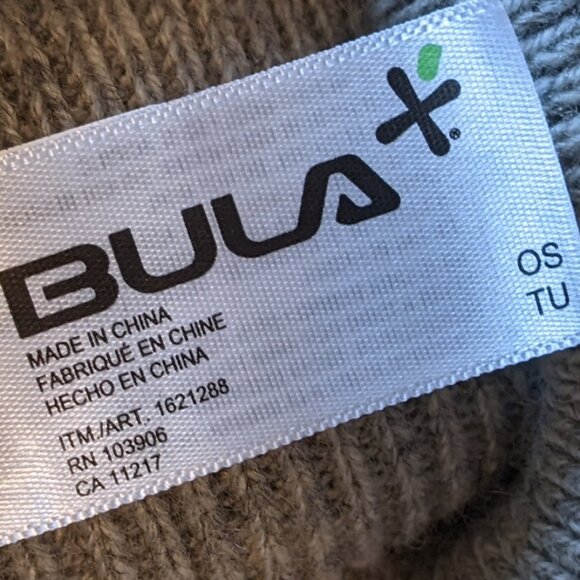 BULA
®
MADE IN CHINA
FABRIQUÉ EN CHINE
HECHO EN CHINA
ITM./ART. 1621288
RN 103906
CA 11217
OS
TU